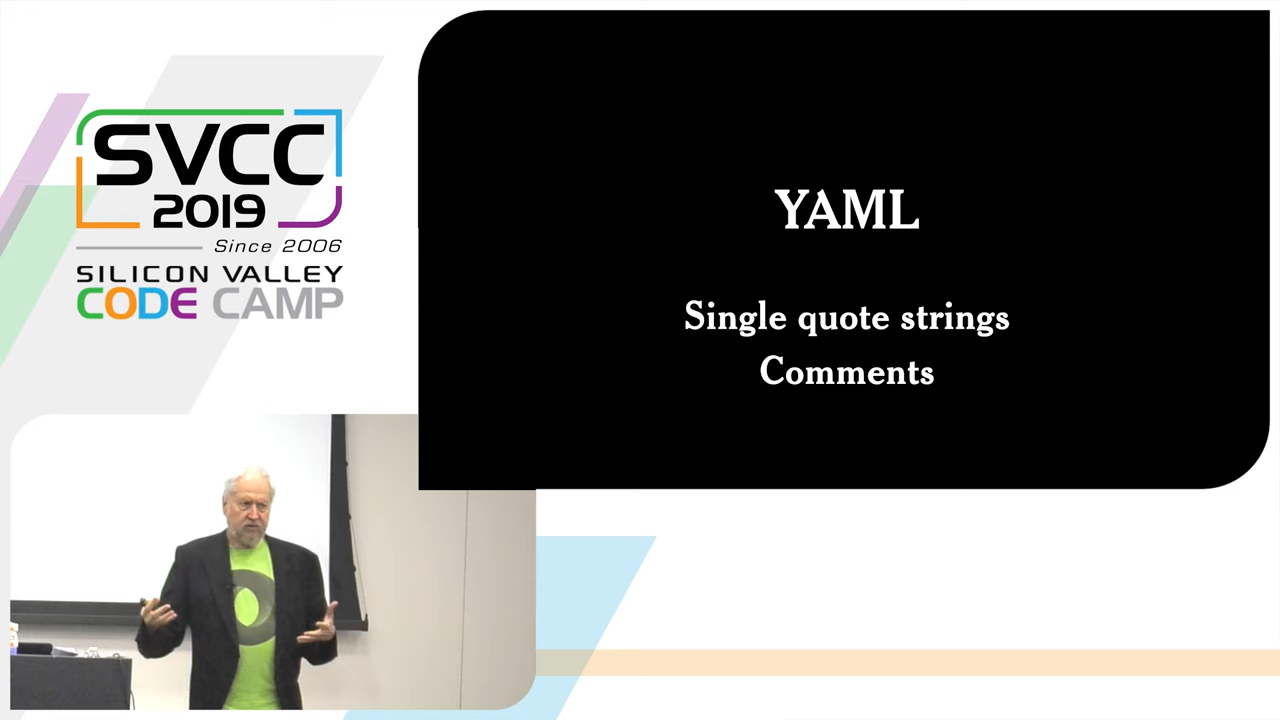 SVCC
2019
Since 2006
SILICON VALLEY
CODE CAMP
YAML
Single quote strings
Comments